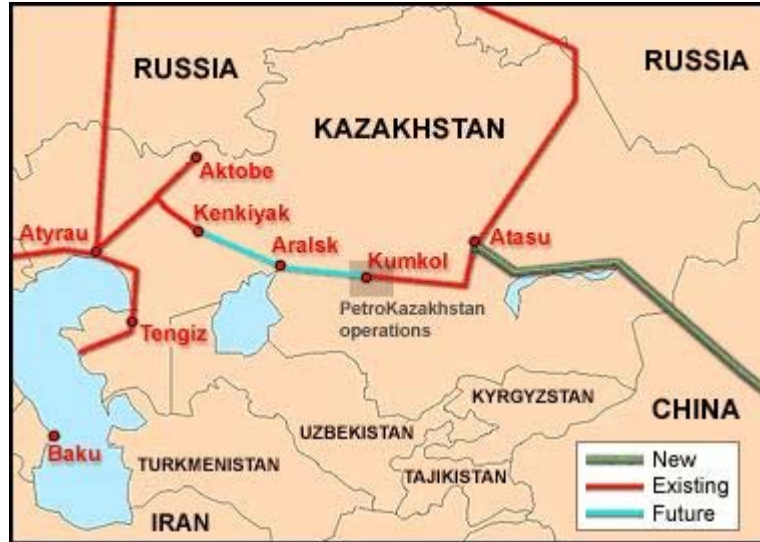 RUSSIA
RUSSIA
KAZAKHSTAN
Aktobe
Kenkiyak
Atyrau
Aralsk
Kumkol
Atasu
PetroKazakhstan
operations
Tengiz
KYRGYZSTAN
CHINA
UZBEKISTAN
Baku
TURKMENISTAN
TAJIKISTAN
IRAN
New
Existing
Future